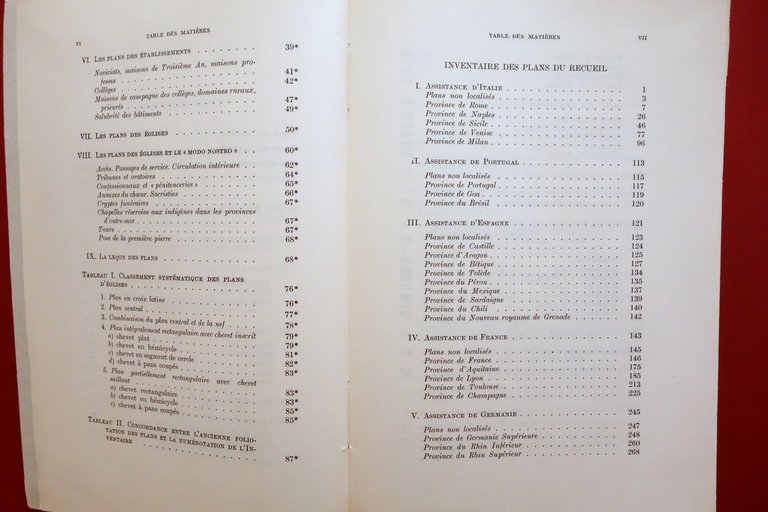 VI TABLE DES MATIÈRES
VI. LES PLANS DES ÉTABLISSEMENTS . . . . . . . 39*
Noviciats, maisons de Troisième An, maisons pro-
fesses . . . . . . . . . . . . . . . 41*
Collèges . . . . . . . . . . . . . . . 42*
Maisons de campagne des collèges, domaines ruraux,
prieurés . . . . . . . . . . . . . . . 47*
Salubrité des bâtiments . . . . . . . . . . 49*
VII. LES PLANS DES ÉGLISES . . . . . . . . . 50*
VIII. LES PLANS DES ÉGLISES ET LE « MODO NOSTRO » . . 60*
Accès. Passages de service. Circulation intérieure . . . 62*
Tribunes et oratoires . . . . . . . . . . . 64*
Confessionnaux et « pénitenceries » . . . . . . . 65*
Annexes du chœur. Sacristies . . . . . . . . 66*
Cryptes funéraires . . . . . . . . . . . . 67*
Chapelles réservées aux indigènes dans les provinces
d'outre-mer . . . . . . . . . . . . . 67*
Tours . . . . . . . . . . . . . . . 67*
Pose de la première pierre . . . . . . . . . 68*
IX. LA LEÇON DES PLANS . . . . . . . . . . 68*
TABLEAU I. CLASSEMENT SYSTÉMATIQUE DES PLANS
D'ÉGLISES . . . . . . . . . . . . . . 76*
1. Plan en croix latine . . . . . . . . . . 76*
2. Plan central . . . . . . . . . . . . . 77*
3. Combinaison du plan central et de la nef . . . . 78*
4. Plan intégralement rectangulaire avec chevet inscrit 79*
a) chevet plat . . . . . . . . . . . . 79*
b) chevet en hémicycle . . . . . . . . . 81*
c) chevet en segment de cercle . . . . . . . 82*
d) chevet à pans coupés . . . . . . . . . 83*
5. Plan partiellement rectangulaire avec chevet
saillant . . . . . . . . . . . . . . 83*
a) chevet rectangulaire . . . . . . . . . 83*
b) chevet en hémicycle . . . . . . . . . 85*
c) chevet à pans coupés . . . . . . . . . 85*
TABLEAU II. CONCORDANCE ENTRE L'ANCIENNE FOLIO-
TATION DES PLANS ET LA NUMÉROTATION DE L'IN-
VENTAIRE . . . . . . . . . . . . . . 87*
TABLE DES MATIÈRES VII
INVENTAIRE DES PLANS DU RECUEIL
I. ASSISTANCE D'ITALIE . . . . . . . . . . 1
Plans non localisés . . . . . . . . . . . 3
Province de Rome . . . . . . . . . . . . 7
Province de Naples . . . . . . . . . . . 26
Province de Sicile . . . . . . . . . . . . 46
Province de Venise . . . . . . . . . . . 77
Province de Milan . . . . . . . . . . . . 96
II. ASSISTANCE DE PORTUGAL . . . . . . . . . 113
Plans non localisés . . . . . . . . . . . 115
Province de Portugal . . . . . . . . . . . 117
Province de Goa . . . . . . . . . . . . 119
Province du Brésil . . . . . . . . . . . 120
III. ASSISTANCE D'ESPAGNE . . . . . . . . . . 121
Plans non localisés . . . . . . . . . . . 123
Province de Castille . . . . . . . . . . . 124
Province d'Aragon . . . . . . . . . . . . 125
Province de Bétique . . . . . . . . . . . 127
Province de Tolède . . . . . . . . . . . 134
Province du Pérou . . . . . . . . . . . . 135
Province du Mexique . . . . . . . . . . . 137
Province de Sardaigne . . . . . . . . . . 139
Province du Chili . . . . . . . . . . . . 140
Province du Nouveau royaume de Grenade . . . . 142
IV. ASSISTANCE DE FRANCE . . . . . . . . . . 143
Plans non localisés . . . . . . . . . . . 145
Province de France . . . . . . . . . . . 146
Province d'Aquitaine . . . . . . . . . . . 175
Province de Lyon . . . . . . . . . . . . 185
Province de Toulouse . . . . . . . . . . . 213
Province de Champagne . . . . . . . . . . 225
V. ASSISTANCE DE GERMANIE . . . . . . . . . 245
Plans non localisés . . . . . . . . . . . 247
Province de Germanie Supérieure . . . . . . . 248
Province du Rhin Inférieur . . . . . . . . . 260
Province du Rhin Supérieur . . . . . . . . 268